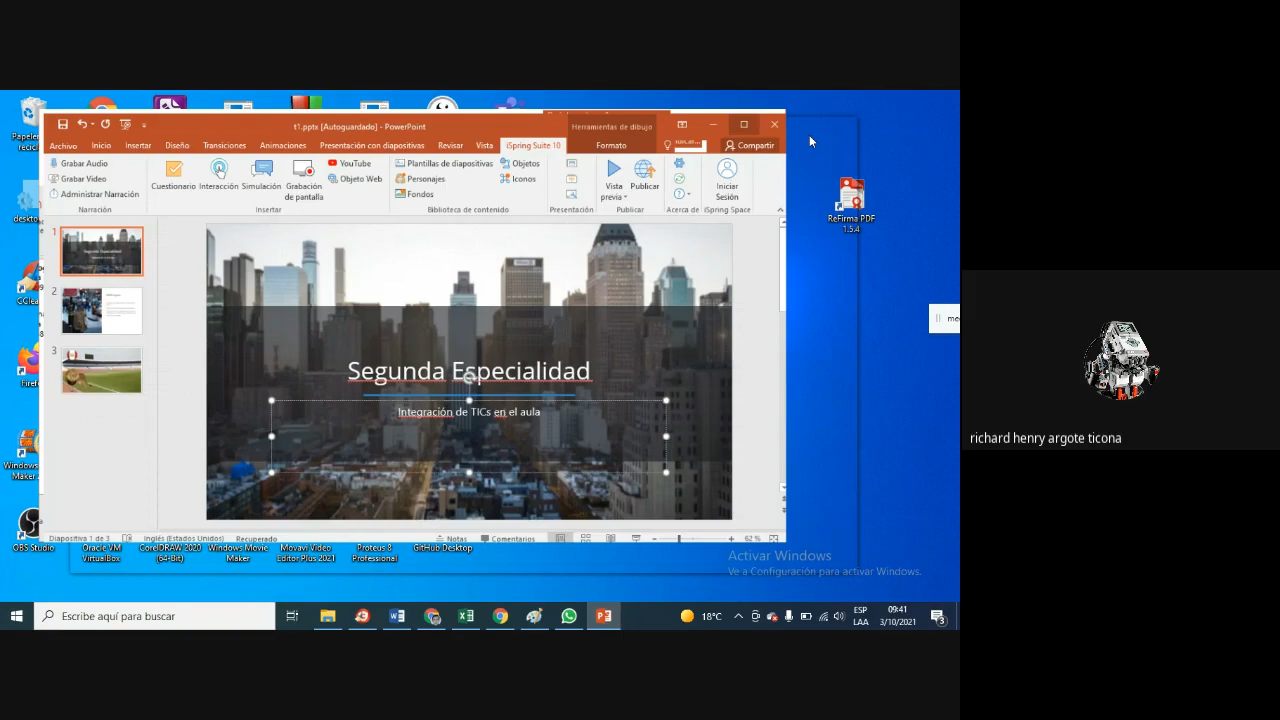 t1.pptx [Autoguardado] - PowerPoint
Herramientas de dibujo
Archivo Inicio Insertar Diseño Transiciones Animaciones Presentación con diapositivas Revisar Vista iSpring Suite 10 Formato Compartir
Grabar Audio
Grabar Video
Administrar Narración
Narración
Cuestionario Interacción Simulación Grabación de pantalla
YouTube
Objeto Web
Insertar
Plantillas de diapositivas Objetos
Personajes Iconos
Fondos
Biblioteca de contenido
Presentación
Vista previa Publicar
Publicar
Acerca de
Iniciar Sesión
iSpring Space
1
2
3
Segunda Especialidad
Integración de TICs en el aula
Diapositiva 1 de 3 Inglés (Estados Unidos) Recuperado Notas Comentarios 62 %
ReFirma PDF
1.5.4
OBS Studio
Oracle VM
VirtualBox
CorelDRAW 2020
(64-Bit)
Windows Movie
Maker
Movavi Video
Editor Plus 2021
Proteus 8
Professional
GitHub Desktop
Activar Windows
Ve a Configuración para activar Windows.
Escribe aquí para buscar
18°C
ESP
LAA
09:41
3/10/2021
3
richard henry argote ticona